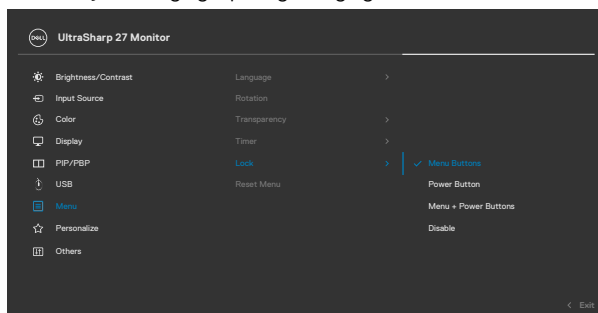 DELL
UltraSharp 27 Monitor
Brightness/Contrast
Input Source
Color
Display
PIP/PBP
USB
Menu
Personalize
Others
Language
Rotation
Transparency
Timer
Lock
Reset Menu
Menu Buttons
Power Button
Menu + Power Buttons
Disable
Exit